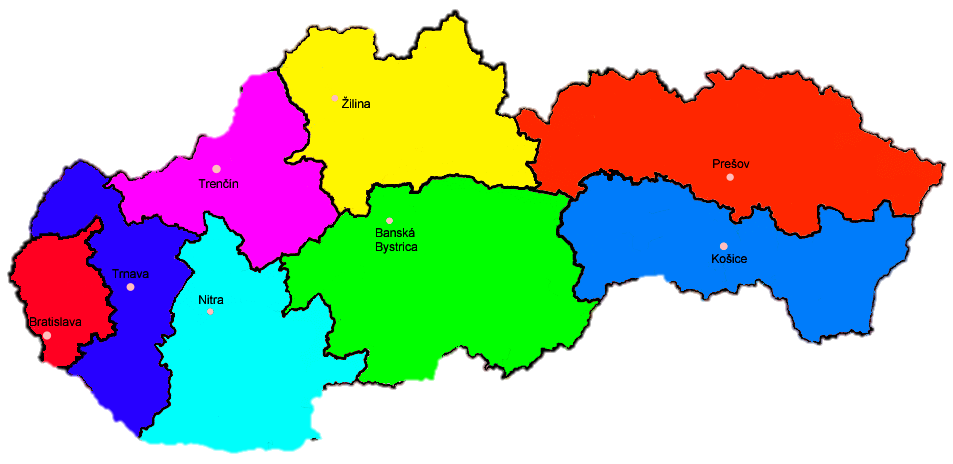 Žilina
Prešov
Trenčín
Banská
Bystrica
Košice
Trnava
Nitra
Bratislava